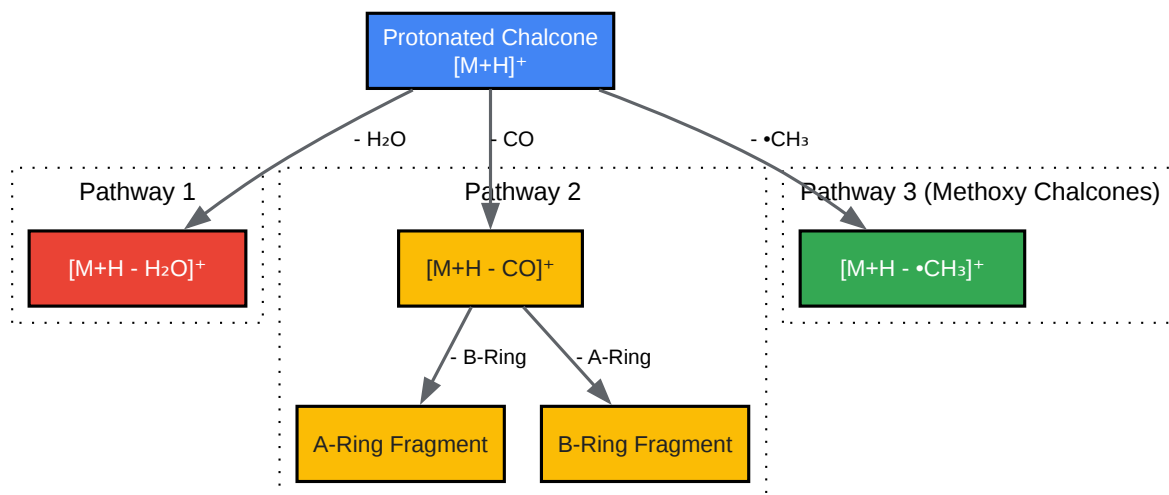 Protonated Chalcone
[M+H]⁺
- H₂O
- CO
- •CH₃
Pathway 1
Pathway 2
Pathway 3 (Methoxy Chalcones)
[M+H - H₂O]⁺
[M+H - CO]⁺
[M+H - •CH₃]⁺
- B-Ring
- A-Ring
A-Ring Fragment
B-Ring Fragment